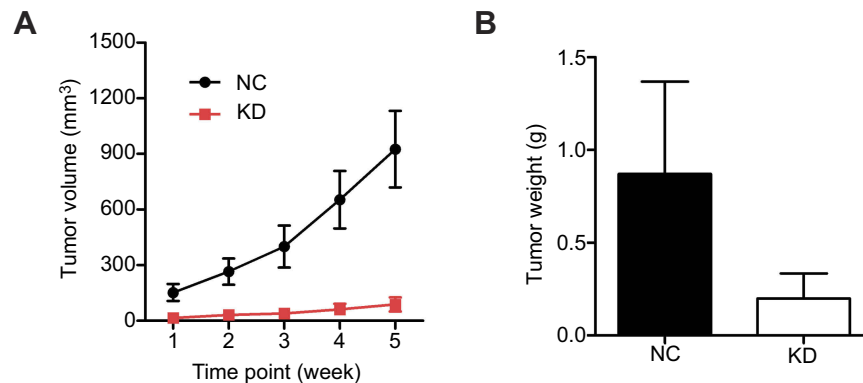 A
Tumor volume (mm³)
1500
1200
900
600
300
0
NC
KD
1 2 3 4 5
Time point (week)
B
Tumor weight (g)
1.5
1.0
0.5
0.0
NC KD